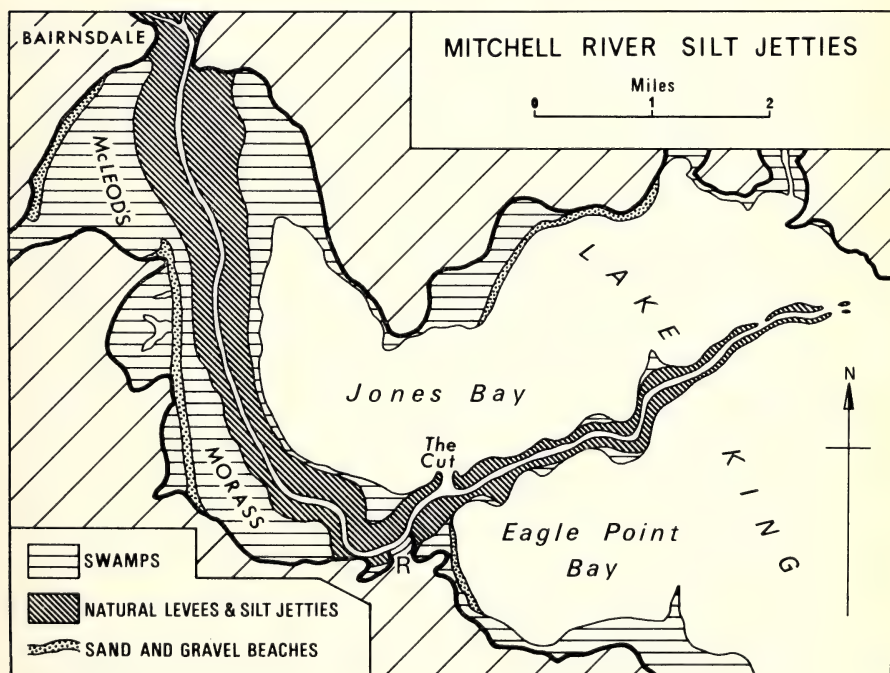 BAIRNSDALE
MITCHELL RIVER SILT JETTIES
Miles
0 1 2
McLEOD'S
LAKE
Jones Bay
N
The
Cut
KING
MORASS
Eagle Point
Bay
R
SWAMPS
NATURAL LEVEES & SILT JETTIES
SAND AND GRAVEL BEACHES